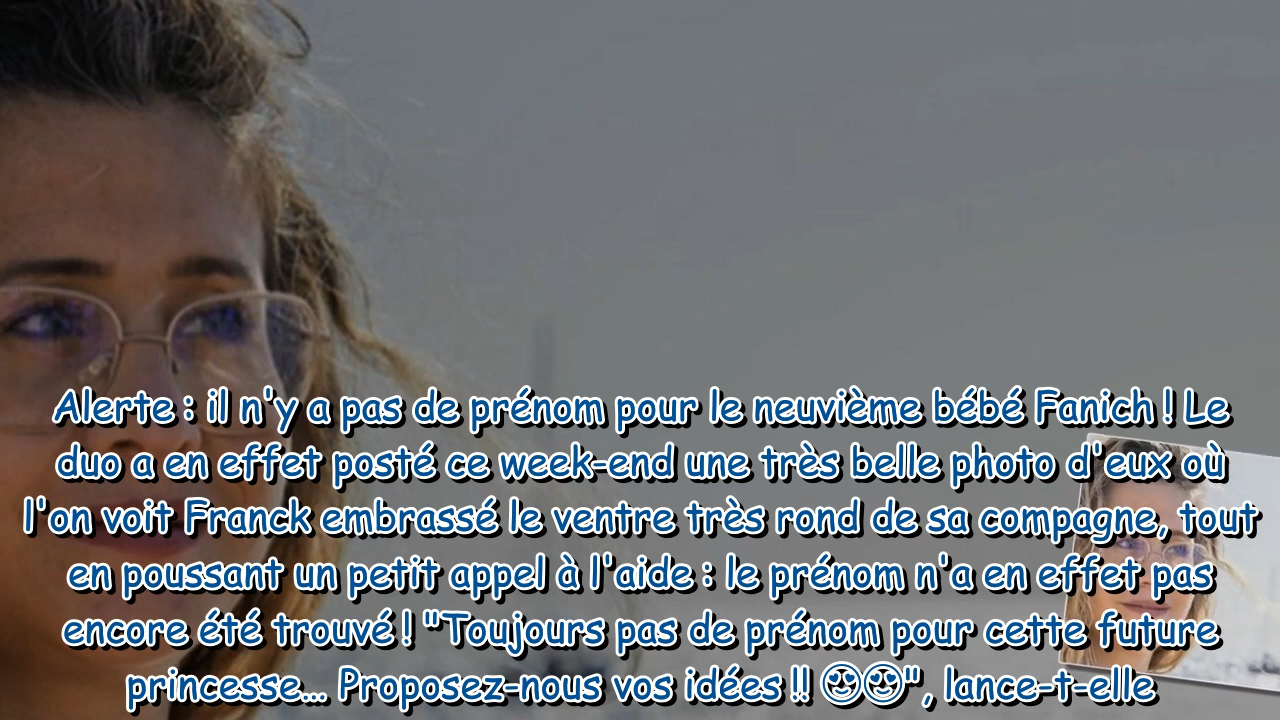 Alerte : il n'y a pas de prénom pour le neuvième bébé Fanich ! Le
duo a en effet posté ce week-end une très belle photo d'eux où
l'on voit Franck embrassé le ventre très rond de sa compagne, tout
en poussant un petit appel à l'aide : le prénom n'a en effet pas
encore été trouvé ! "Toujours pas de prénom pour cette future
princesse... Proposez-nous vos idées !! 😍😍", lance-t-elle